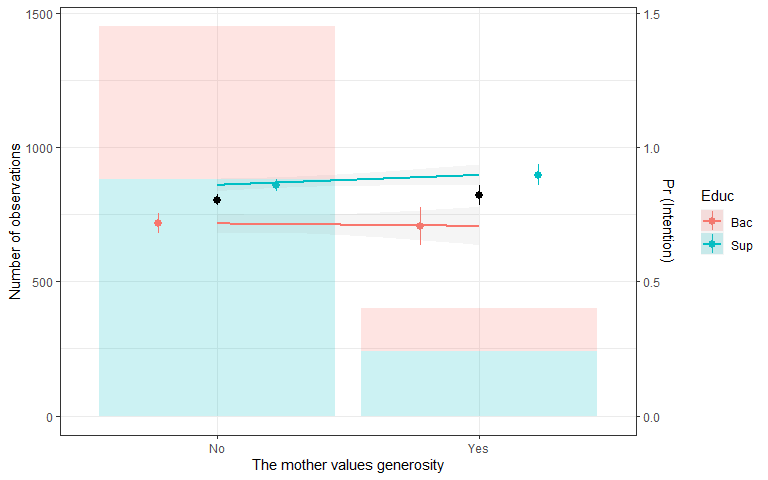 1500
1000
500
0
Number of observations
No
Yes
The mother values generosity
1.5
1.0
0.5
0.0
Pr (Intention)
Educ
Bac
Sup